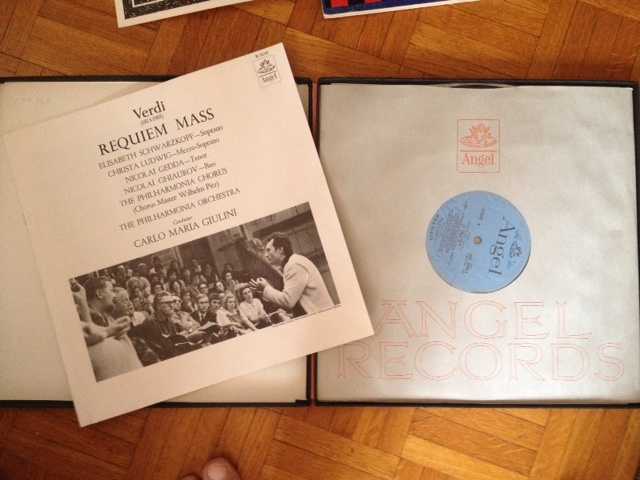 Angel
Verdi
REQUIEM MASS
ELISABETH SCHWARZKOPF—Soprano
CHRISTA LUDWIG—Mezzo-Soprano
NICOLAI GEDDA—Tenor
NICOLAI GHIAUROV—Bass
THE PHILHARMONIA CHORUS
(Chorus Master Wilhelm Pitz)
THE PHILHARMONIA ORCHESTRA
Conductor
CARLO MARIA GIULINI
Angel
Angel
ANGEL
RECORDS